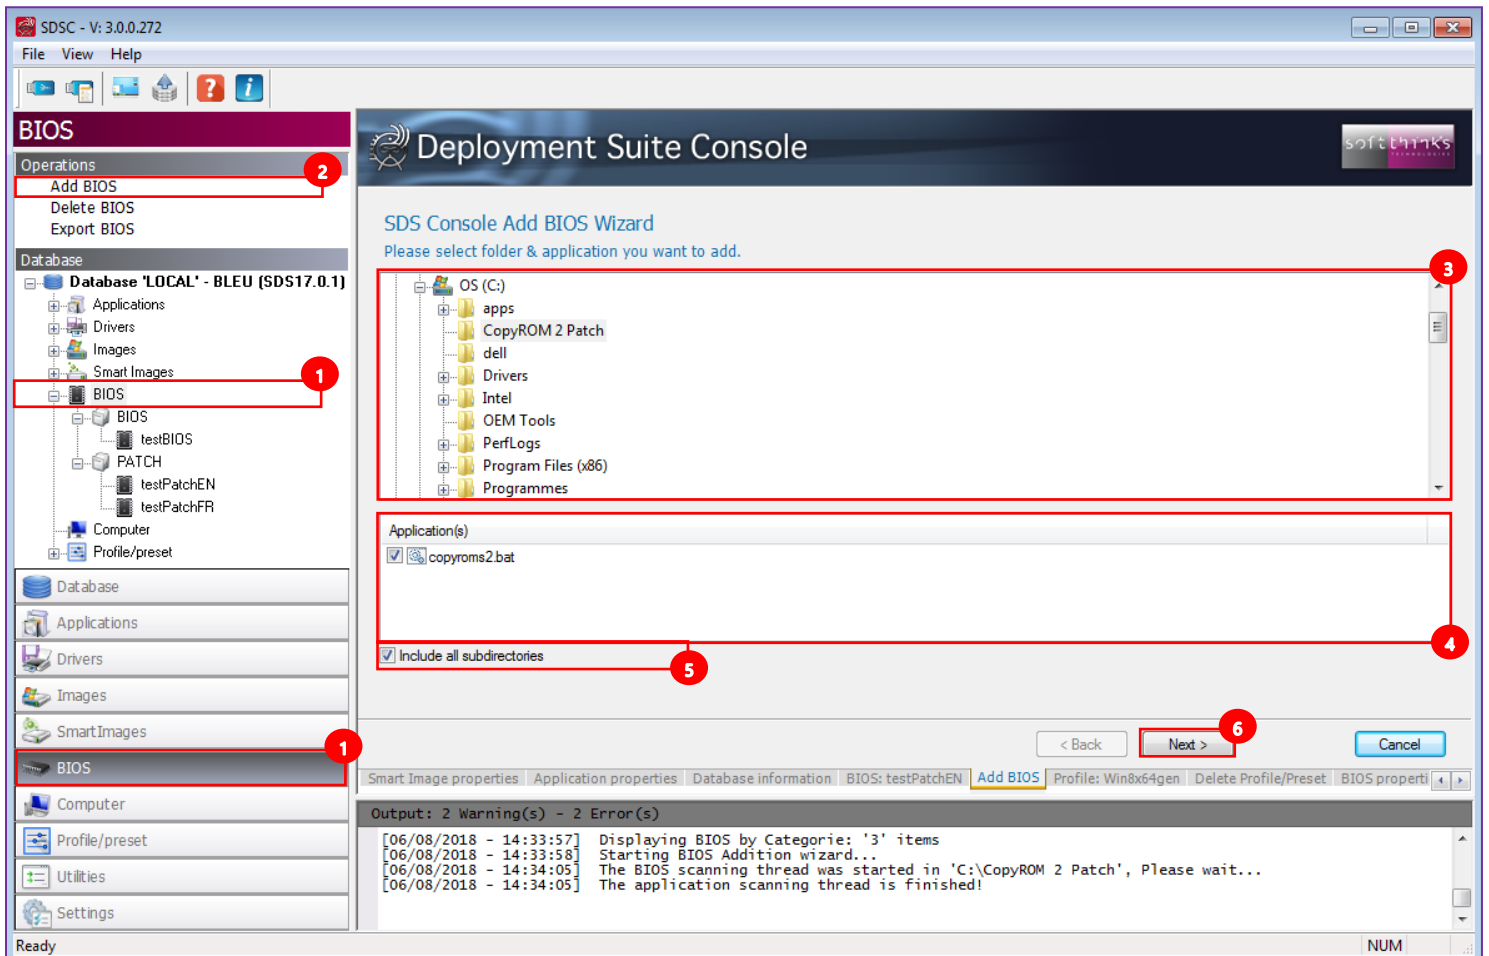 SDSC - V: 3.0.0.272
File View Help
BIOS
Operations
2
Add BIOS
Delete BIOS
Export BIOS
Database
Database 'LOCAL' - BLEU (SDS17.0.1)
Applications
Drivers
Images
Smart Images
1
BIOS
BIOS
testBIOS
PATCH
testPatchEN
testPatchFR
Computer
Profile/preset
Database
Applications
Drivers
Images
SmartImages
1
BIOS
Computer
Profile/preset
Utilities
Settings
Deployment Suite Console
softthinks
TECHNOLOGIES
SDS Console Add BIOS Wizard
Please select folder & application you want to add.
3
OS (C:)
apps
CopyROM 2 Patch
dell
Drivers
Intel
OEM Tools
PerfLogs
Program Files (x86)
Programmes
Application(s)
copyroms2.bat
4
Include all subdirectories
5
6
< Back Next > Cancel
Smart Image properties Application properties Database information BIOS: testPatchEN Add BIOS Profile: Win8x64gen Delete Profile/Preset BIOS properti
Output: 2 Warning(s) - 2 Error(s)
[06/08/2018 - 14:33:57] Displaying BIOS by Categorie: '3' items
[06/08/2018 - 14:33:58] Starting BIOS Addition wizard...
[06/08/2018 - 14:34:05] The BIOS scanning thread was started in 'C:\CopyROM 2 Patch', Please wait...
[06/08/2018 - 14:34:05] The application scanning thread is finished!
Ready NUM